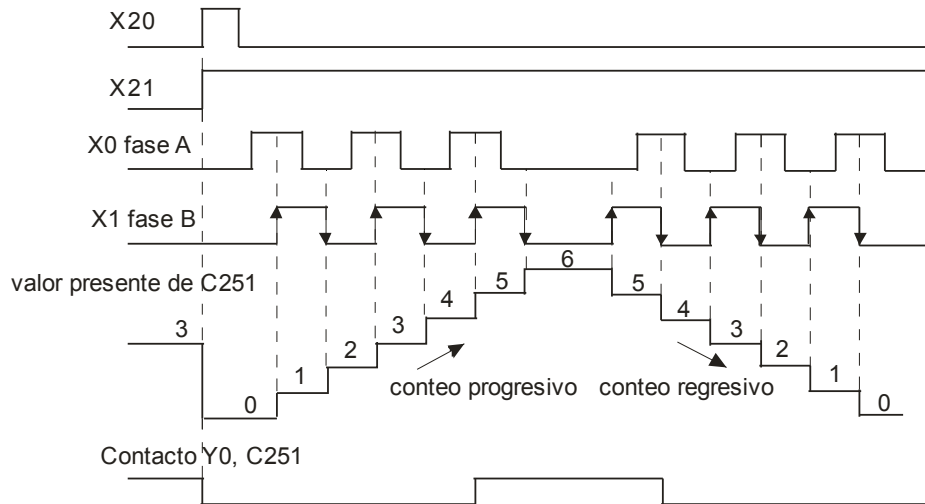 X20
X21
X0 fase A
X1 fase B
valor presente de C251
3
0
1
2
3
4
5
6
5
4
3
2
1
0
conteo progresivo
conteo regresivo
Contacto Y0, C251